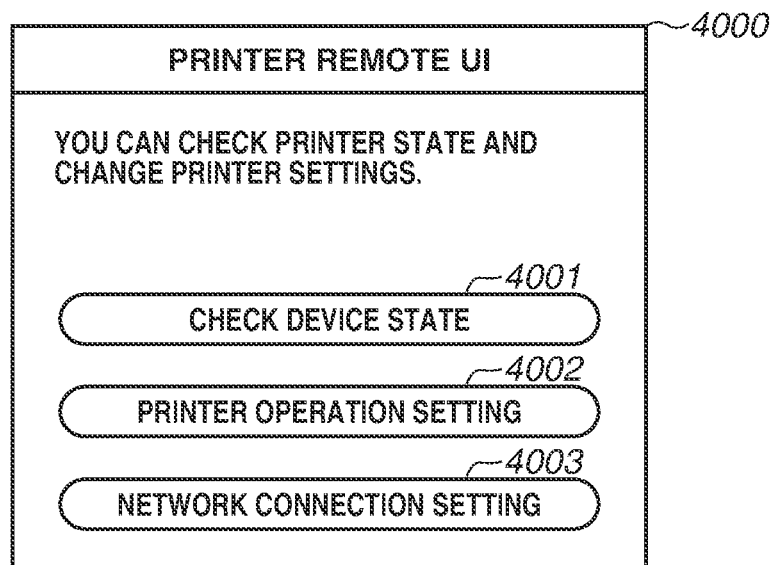 4000
PRINTER REMOTE UI
YOU CAN CHECK PRINTER STATE AND
CHANGE PRINTER SETTINGS.
4001
CHECK DEVICE STATE
4002
PRINTER OPERATION SETTING
4003
NETWORK CONNECTION SETTING